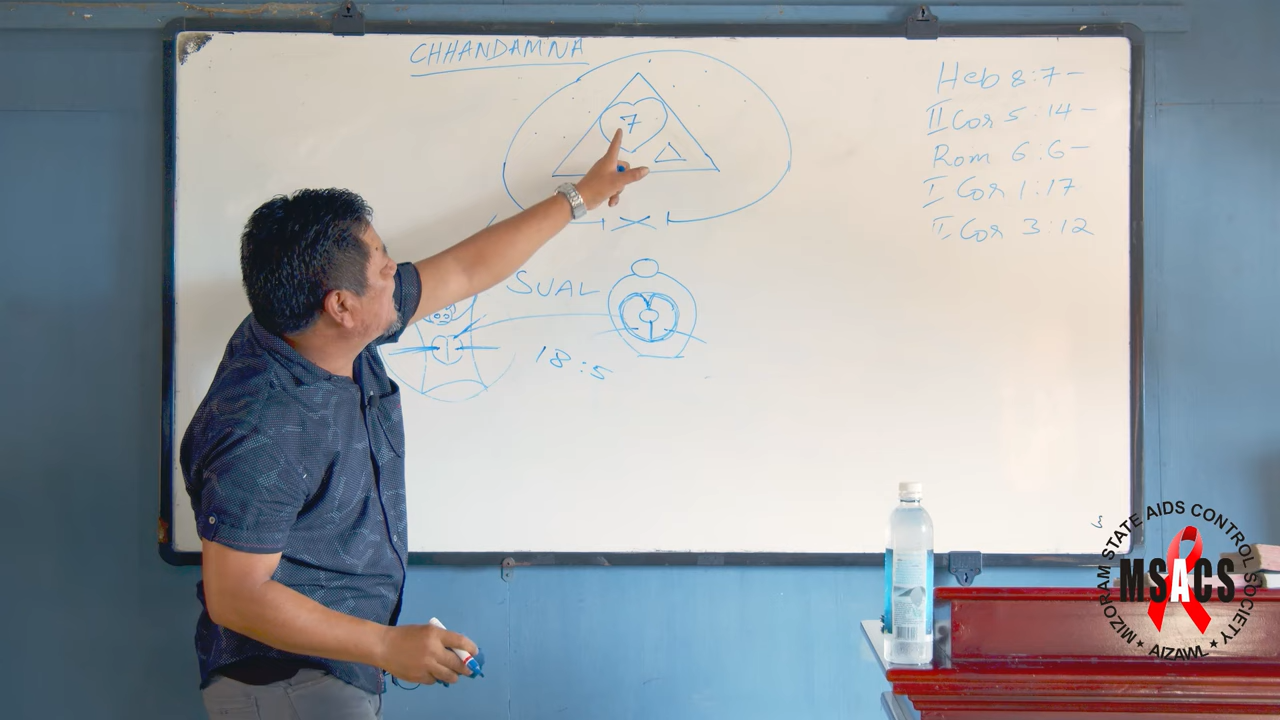 CHHANDAMNA
7
SUAL
18:5
Heb 8:7-
II Cor 5:14-
Rom 6:6-
I Cor 1:17
II Cor 3:12
MIZORAM STATE AIDS CONTROL SOCIETY
MSACS
★ AIZAWL ★